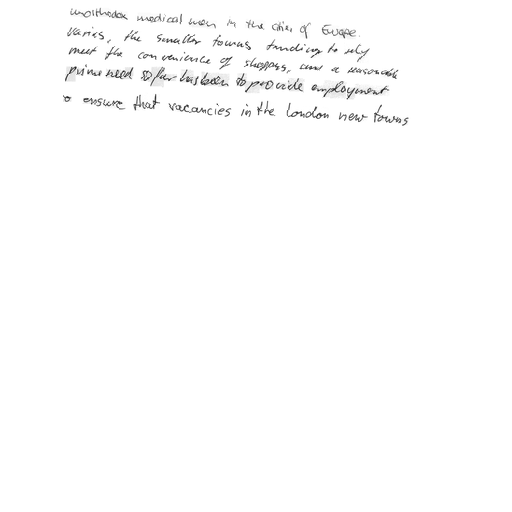 unorthodox medical men in the cities of Europe.
varies, the smaller towns tending to rely
meet the convenience of shoppers, and a reasonable
prime need so far has been to provide employment
to ensure that vacancies in the London new towns